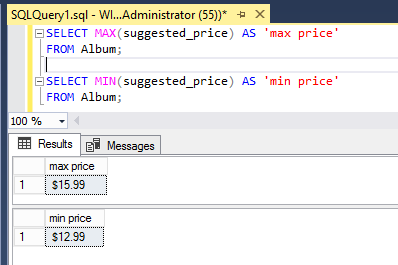 SQLQuery1.sql - WI...Administrator (55))*
SELECT MAX(suggested_price) AS 'max price'
FROM Album;
SELECT MIN(suggested_price) AS 'min price'
FROM Album;
100 %
Results Messages
max price
1 $15.99
min price
1 $12.99